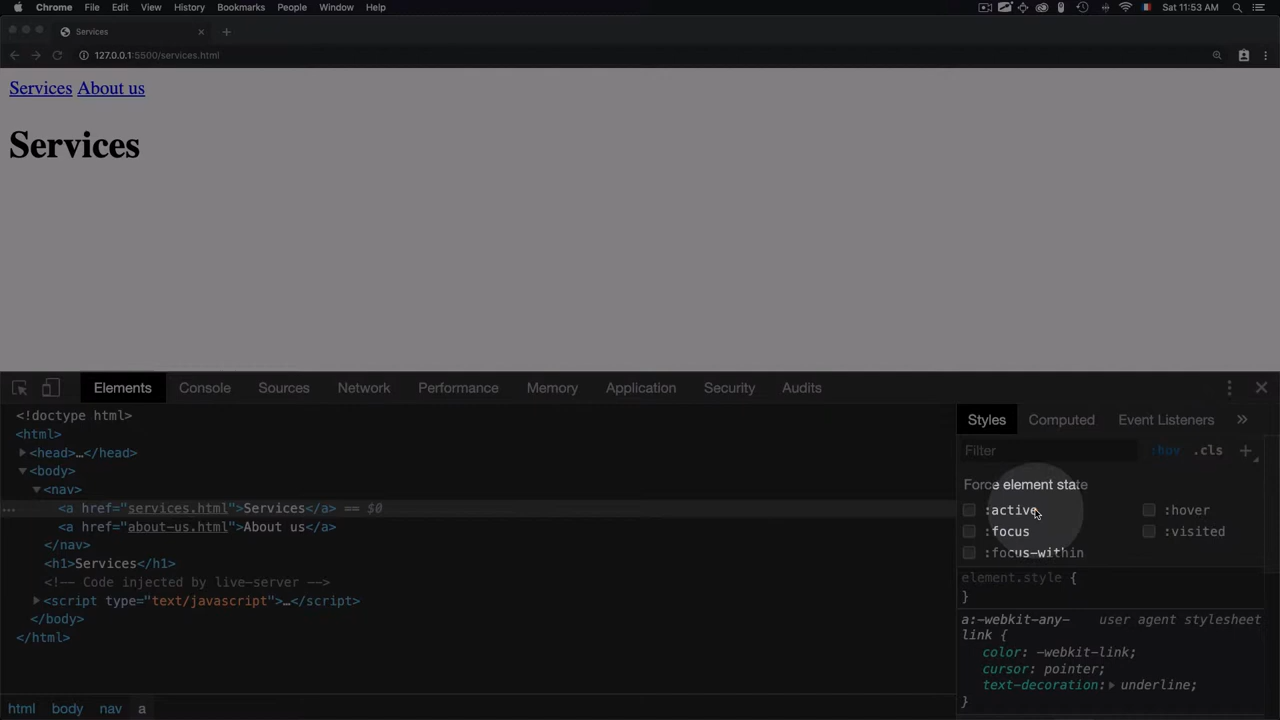 Chrome File Edit View History Bookmarks People Window Help Sat 11:53 AM
Services
127.0.0.1:5500/services.html
Services About us
Services
Elements Console Sources Network Performance Memory Application Security Audits
<!doctype html>
<html>
<head>…</head>
<body>
<nav>
<a href="services.html">Services</a> == $0
<a href="about-us.html">About us</a>
</nav>
<h1>Services</h1>
<!-- Code injected by live-server -->
<script type="text/javascript">…</script>
</body>
</html>
html body nav a
Styles Computed Event Listeners »
Filter :hov .cls +
Force element state
:active :hover
:focus :visited
:focus-within
element.style {
}
a:-webkit-any- user agent stylesheet
link {
color: -webkit-link;
cursor: pointer;
text-decoration: underline;
}